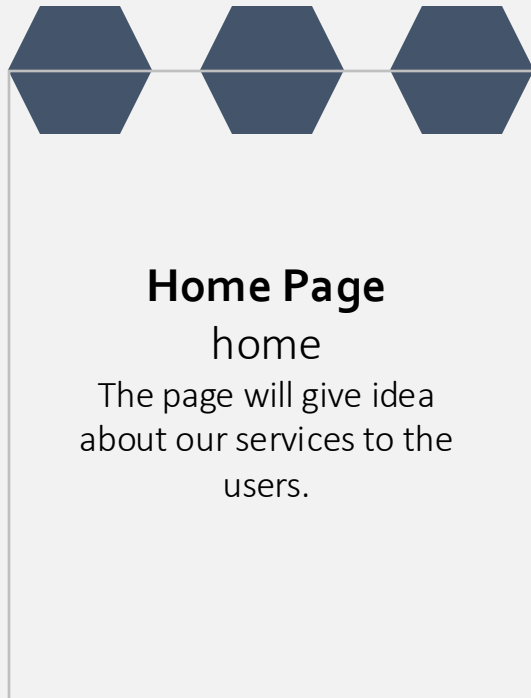 Home Page
home
The page will give idea
about our services to the
users.